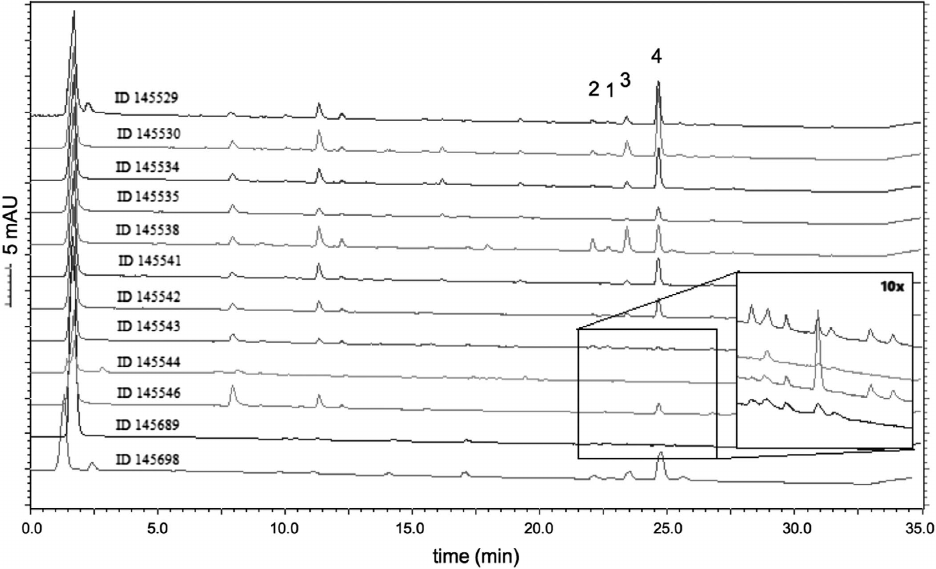 4
2 1 3
ID 145529
ID 145530
ID 145534
ID 145535
ID 145538
ID 145541
ID 145542
ID 145543
ID 145544
ID 145546
ID 145689
ID 145698
10x
5 mAU
0.0 5.0 10.0 15.0 20.0 25.0 30.0 35.0
time (min)